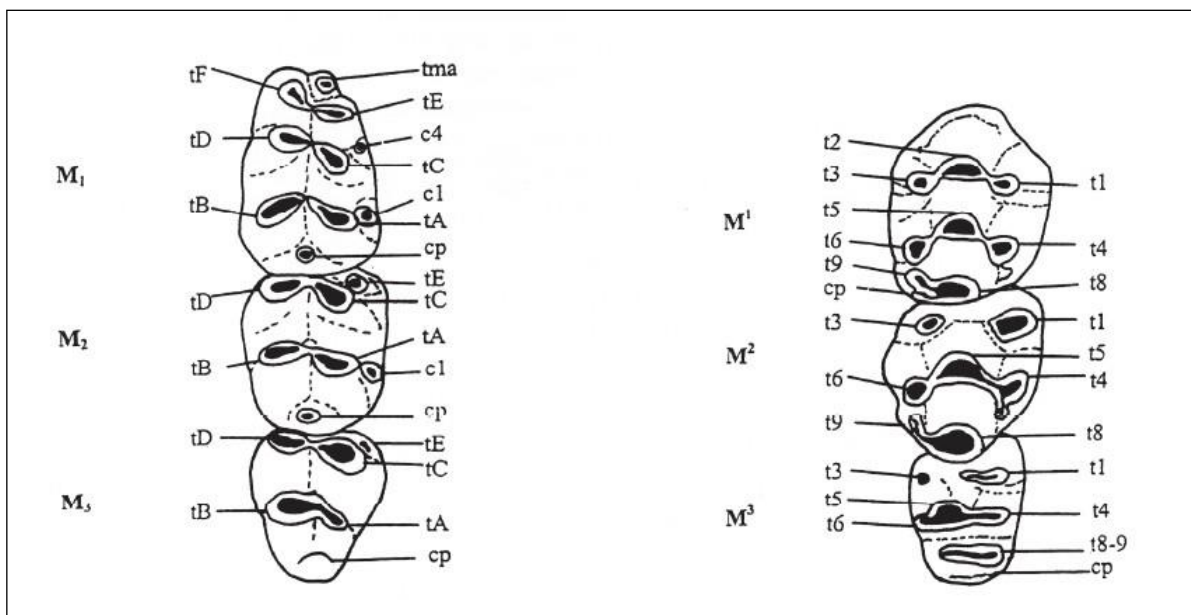 tF
tma
tE
tD
c4
tC
M₁
c1
tB
tA
cp
tE
tD
tC
M₂
tA
tB
c1
cp
tD
tE
tC
M₃
tB
tA
cp
t2
t3
t1
t5
M¹
t6
t4
t9
cp
t8
t3
t1
M²
t5
t6
t4
t9
t8
t3
t1
t5
M³
t4
t6
t8-9
cp